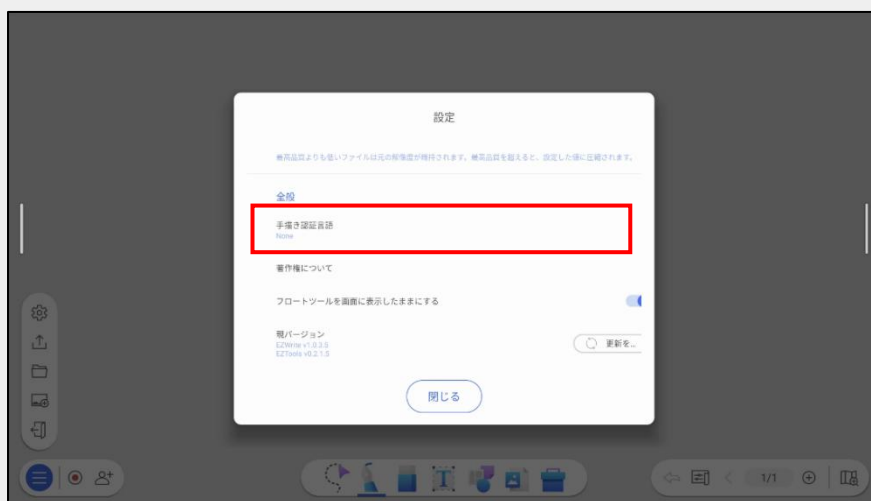 設定
最高品質よりも低いファイルは元の解像度が維持されます。最高品質を超えると、設定した値に圧縮されます。
全般
手描き認証言語
None
著作権について
フロートツールを画面に表示したままにする
現バージョン
EZWrite v1.0.3.5
EZTools v0.2.1.5
更新を...
閉じる
1/1